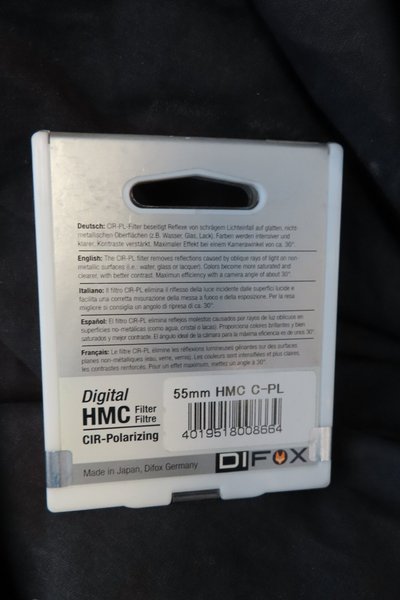 Deutsch: CIR-PL-Filter beseitigt Reflexe von schrägem Lichteinfall auf glatten, nicht
metallischen Oberflächen (z.B. Wasser, Glas, Lack). Farben werden intensiver und
klarer, Kontraste verstärkt. Maximaler Effekt bei einem Kamerawinkel von ca. 30°
English: The CIR-PL filter removes reflections caused by oblique rays of light on non-
metallic surfaces (i.e.: water, glass or lacquer). Colors become more saturated and
clearer, with better contrast. Maximun efficiency with a camera angle of about 30°.
Italiano: Il filtro CIR-PL elimina il riflesso della luce incidente dalle superfici lucide e
facilita una corretta misurazione della messa a fuoco e della esposizione. Per la resa
migliore si consiglia un angolo di ripresa di ca. 30°.
Español: El filtro CIR-PL elimina reflejos molestos causados por rayos de luz oblicuos en
superficies no-metálicas (como agua, cristal o lacas). Proporciona colores brillantes y bien
saturados y mejor contraste. El ángulo ideal de la cámara para la máxima eficiencia es de unos 30°
Français: Le filtre CIR-PL elimine les réflexions lumineuses gênantes sur des surfaces
planes non-métalliques (eau, verre, vernis). Les couleurs sont intensifiées et plus claires,
les contrastes renforcés. Pour un effet maximum, mettez un angle à 30°.
Digital
HMC Filter
Filtre
CIR-Polarizing
55mm HMC C-PL
4019518008664
Made in Japan, Difox Germany
DIFOX